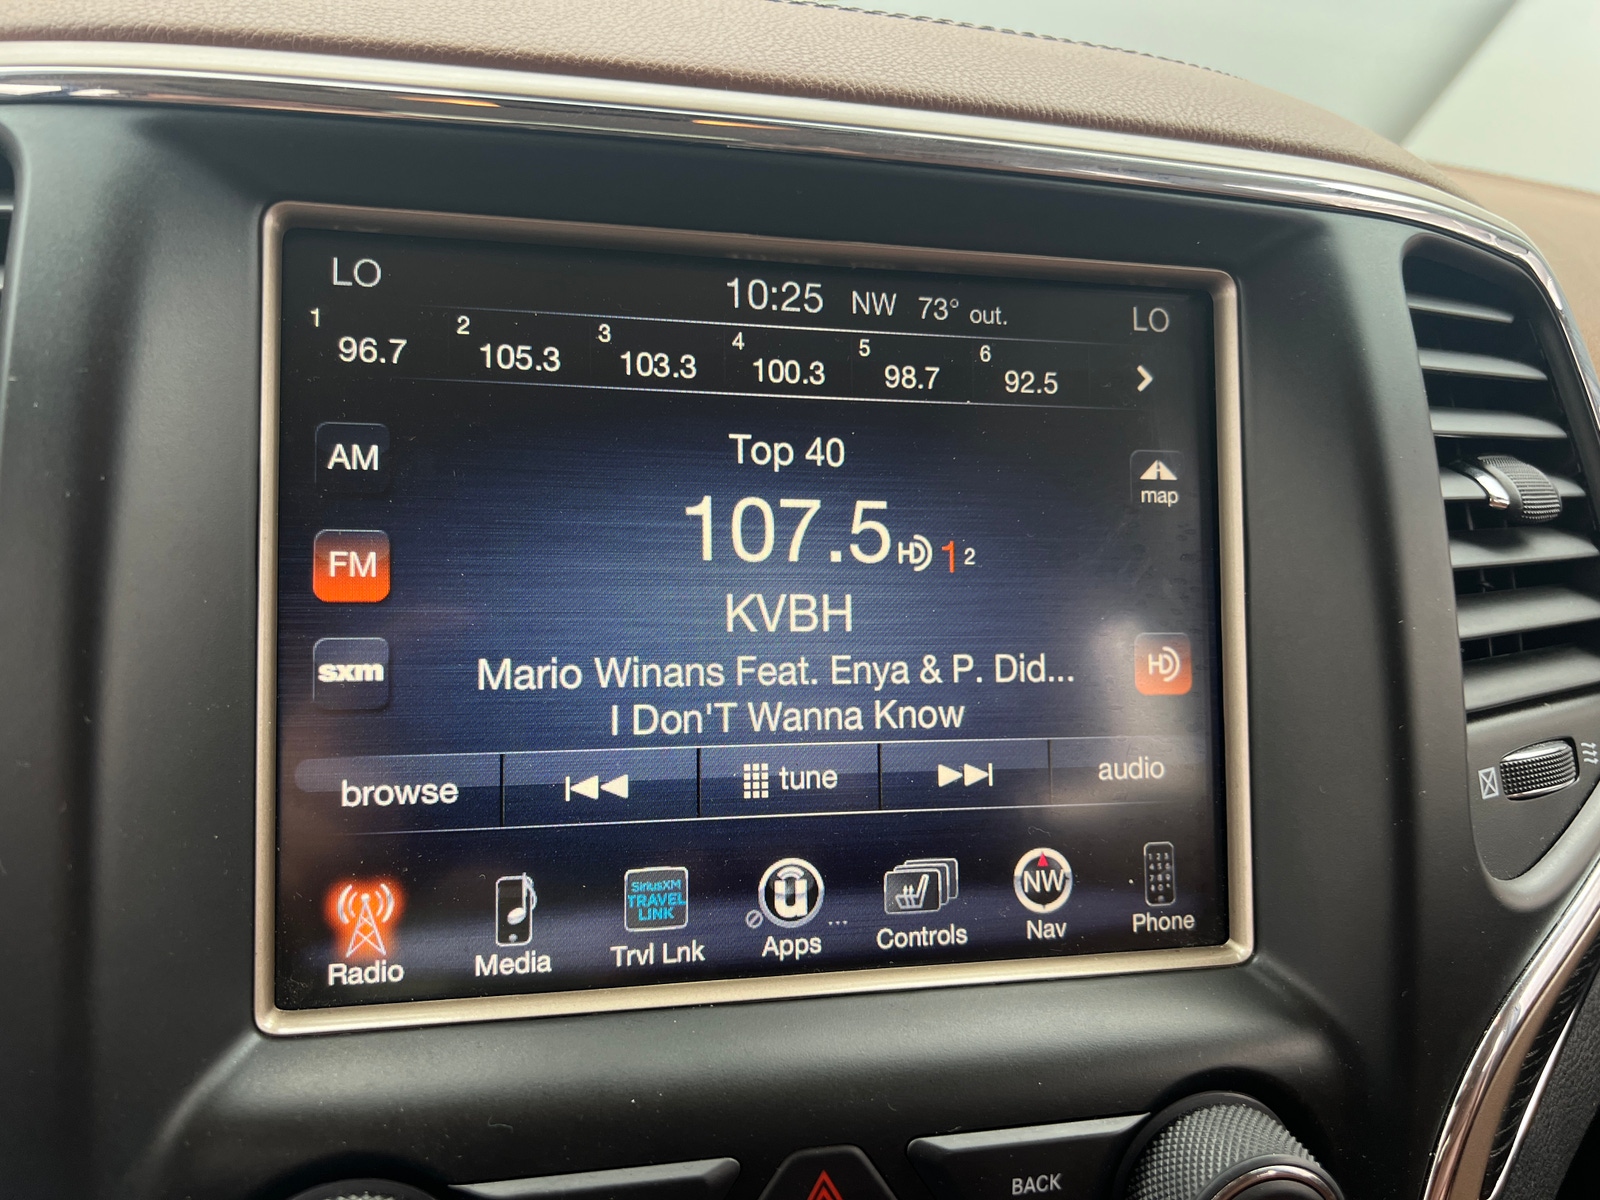 LO 10:25 NW 73° out. LO
1 96.7 2 105.3 3 103.3 4 100.3 5 98.7 6 92.5
AM
Top 40
map
107.5 HD 1 2
FM
KVBH
sxm
Mario Winans Feat. Enya & P. Did...
HD
I Don'T Wanna Know
browse tune audio
SiriusXM
TRAVEL
LINK
u
NW
Radio Media Trvl Lnk Apps ... Controls Nav Phone
BACK